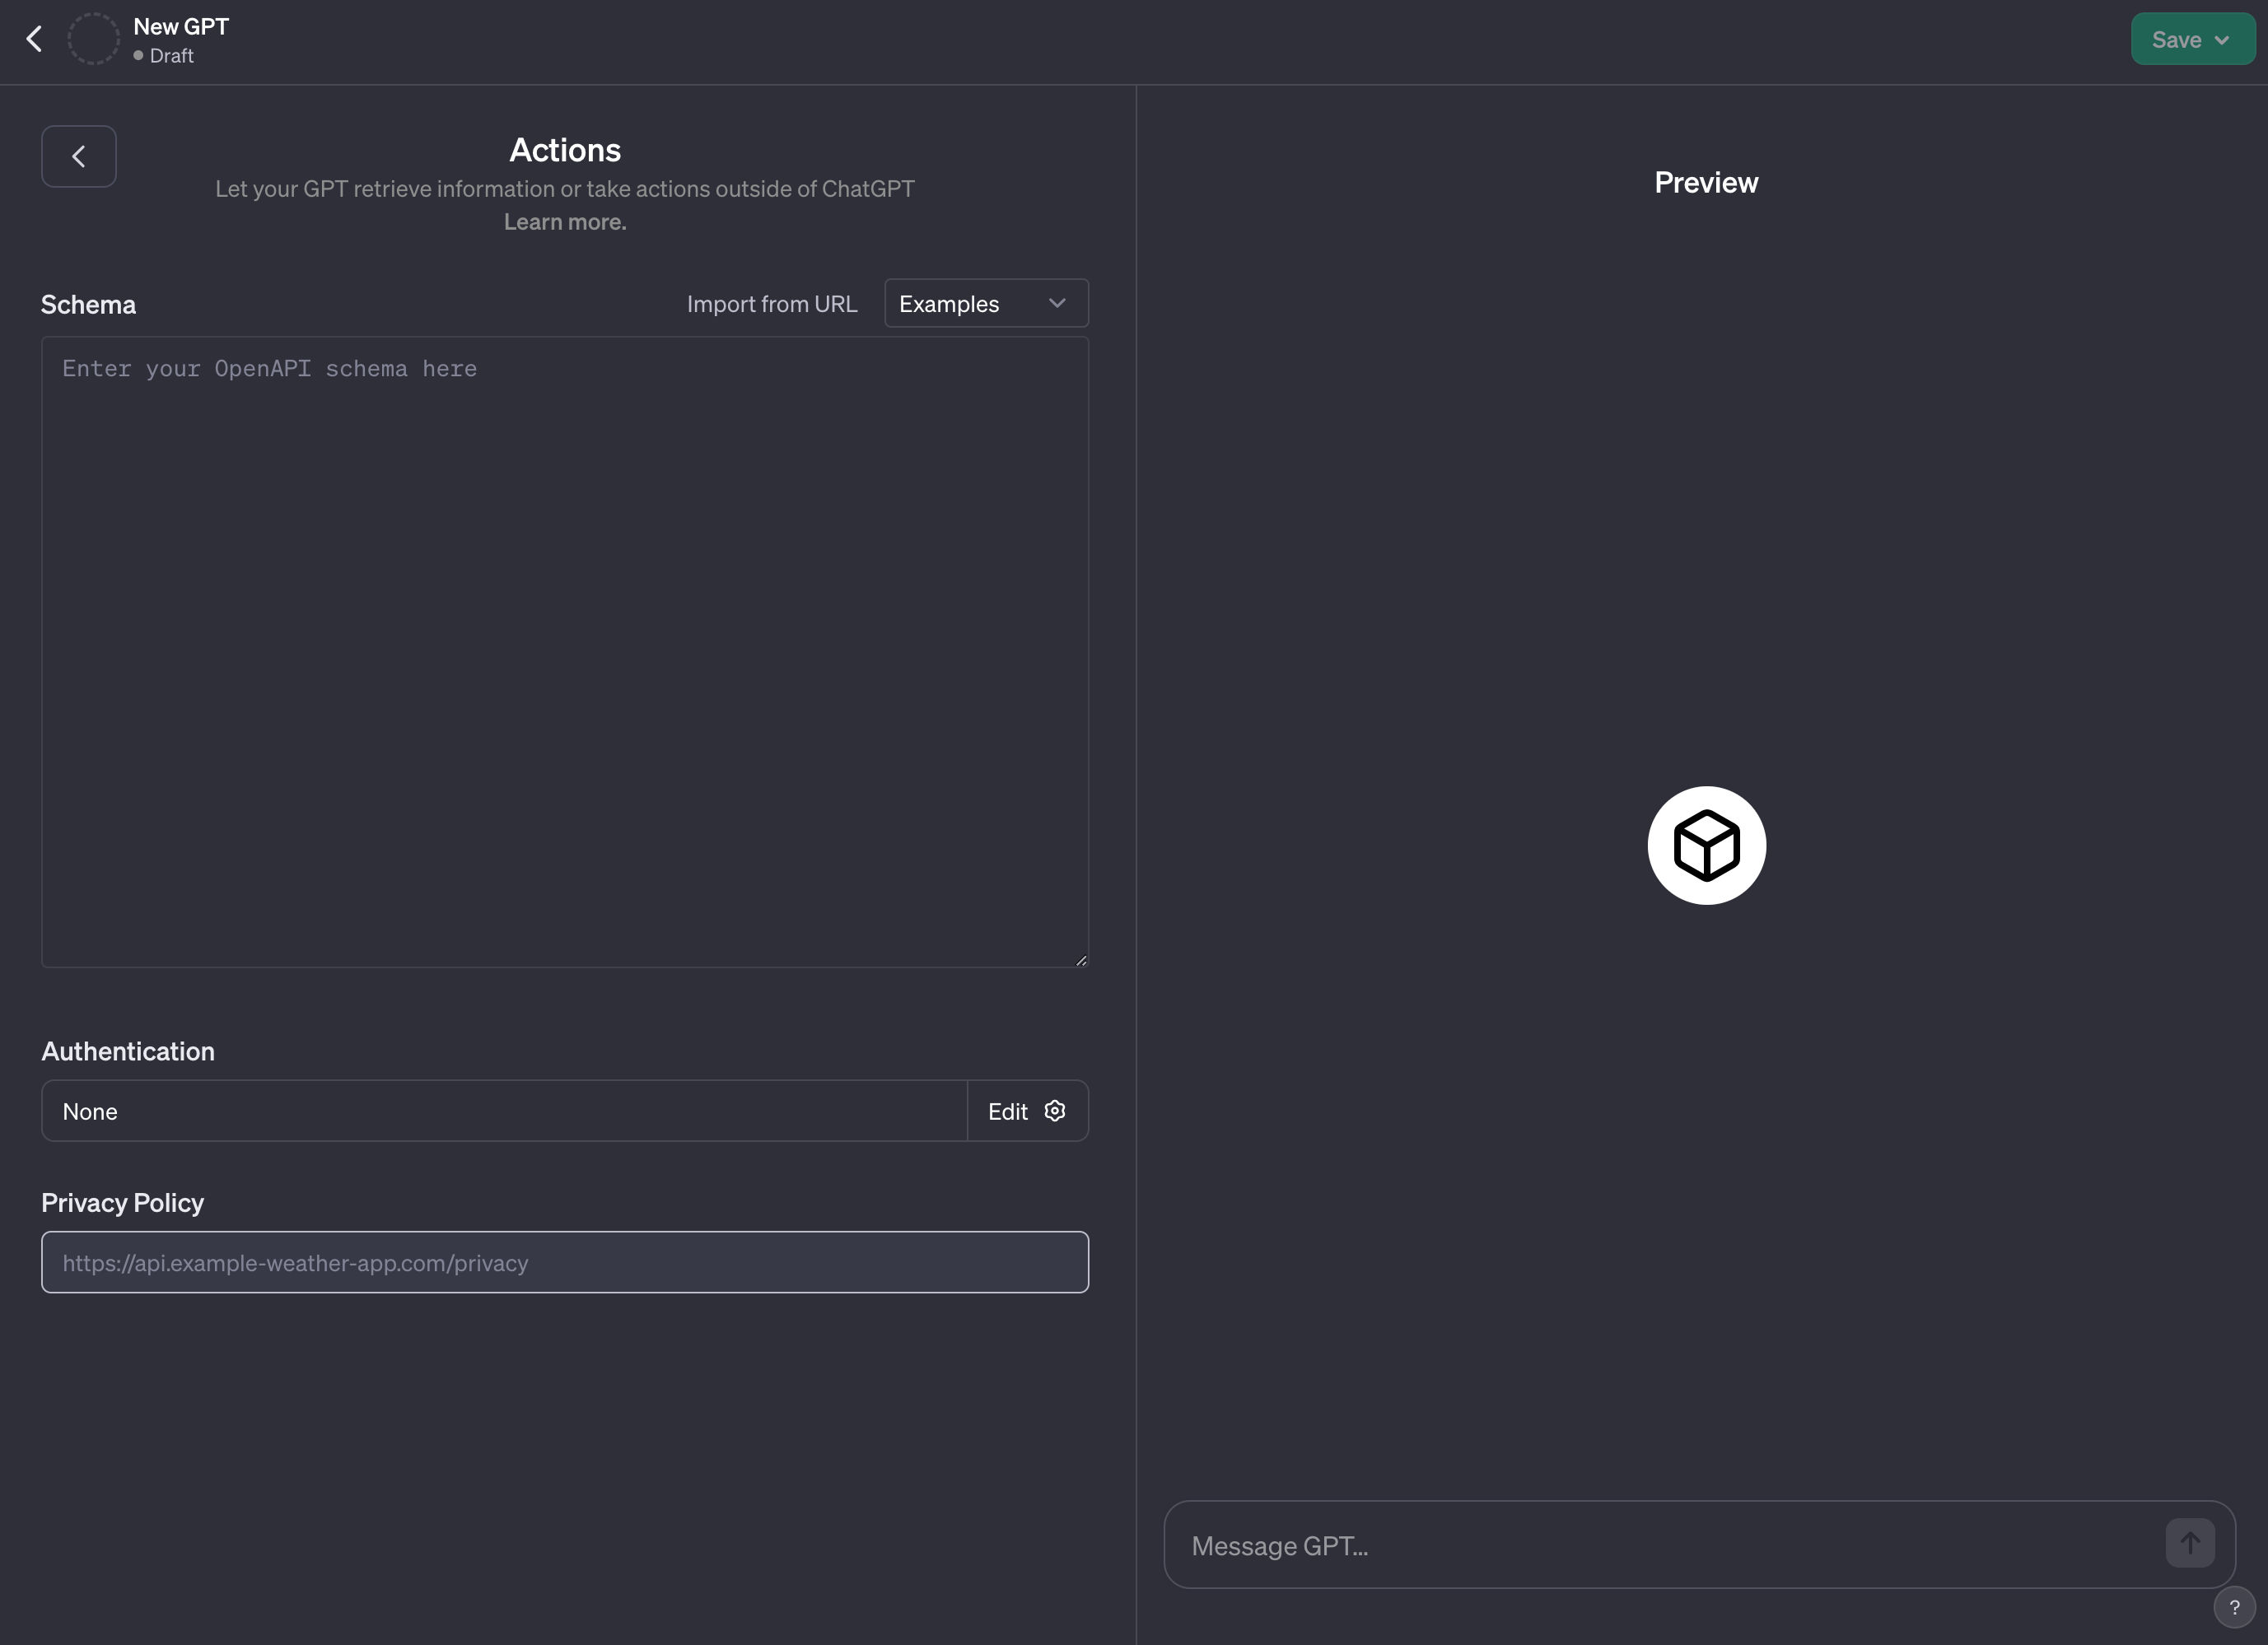 New GPT
Draft
Save
Actions
Let your GPT retrieve information or take actions outside of ChatGPT
Learn more.
Preview
Schema
Import from URL
Examples
Enter your OpenAPI schema here
Authentication
None
Edit
Privacy Policy
https://api.example-weather-app.com/privacy
Message GPT...
?